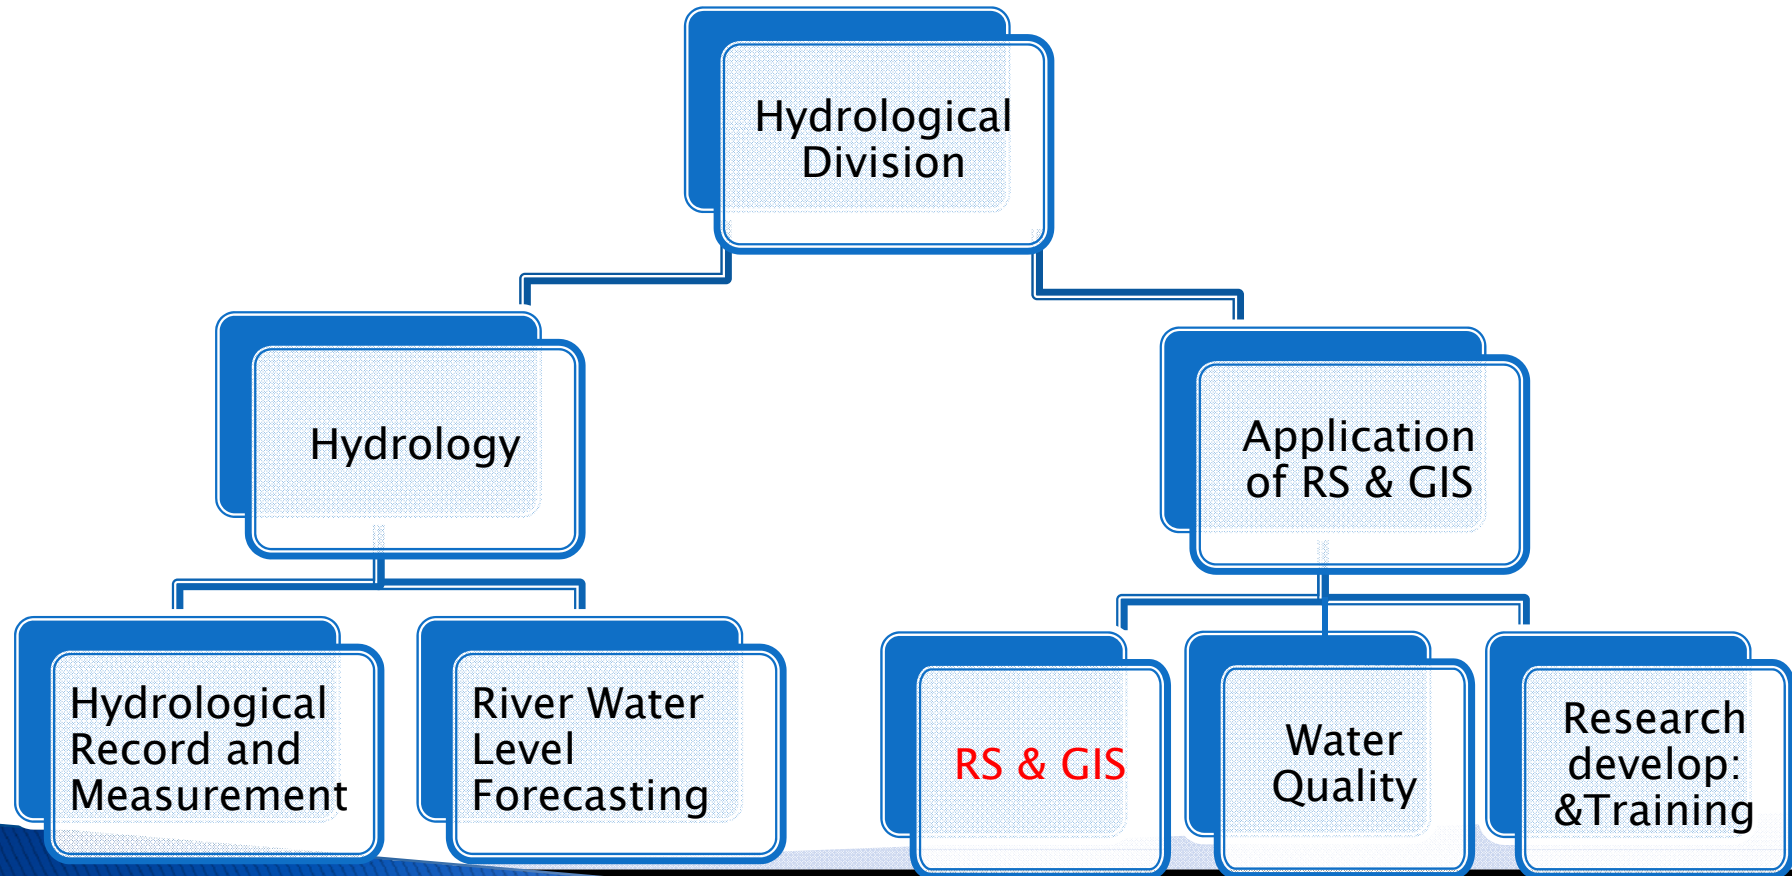 Hydrological
Division
Hydrology
Application
of RS & GIS
Hydrological
Record and
Measurement
River Water
Level
Forecasting
RS & GIS
Water
Quality
Research
develop:
&Training